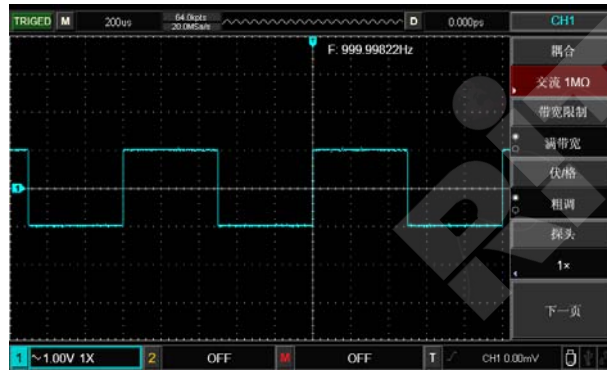 TRIGED M 200us 64.0kpts D 0.000ps CH1
20.0MSa/s
F: 999.99822Hz
耦合
交流 1MΩ
带宽限制
满带宽
伏/格
粗调
探头
1×
下一页
1 ~1.00V 1X 2 OFF M OFF T CH1 0.00mV